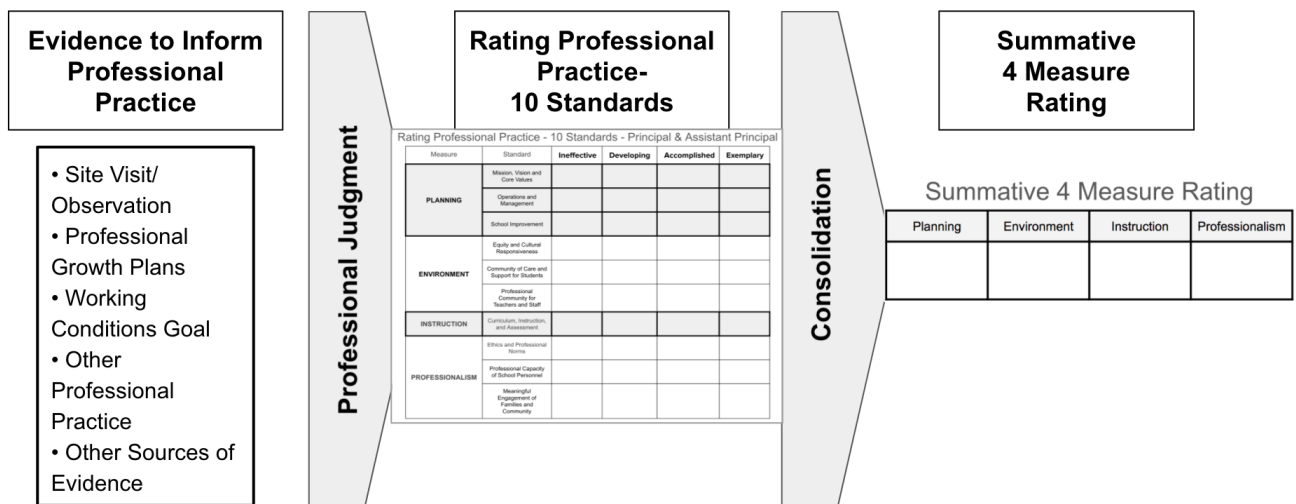 Evidence to Inform
Professional
Practice
• Site Visit/
Observation
• Professional
Growth Plans
• Working
Conditions Goal
• Other
Professional
Practice
• Other Sources of
Evidence
Professional Judgment
Rating Professional
Practice-
10 Standards
Rating Professional Practice - 10 Standards - Principal & Assistant Principal
Measure Standard Ineffective Developing Accomplished Exemplary
PLANNING
Mission, Vision and
Core Values
Operations and
Management
School Improvement
ENVIRONMENT
Equity and Cultural
Responsiveness
Community of Care and
Support for Students
Professional
Community for
Teachers and Staff
INSTRUCTION
Curriculum, Instruction,
and Assessment
PROFESSIONALISM
Ethics and Professional
Norms
Professional Capacity
of School Personnel
Meaningful
Engagement of
Families and
Community
Consolidation
Summative
4 Measure
Rating
Summative 4 Measure Rating
Planning Environment Instruction Professionalism